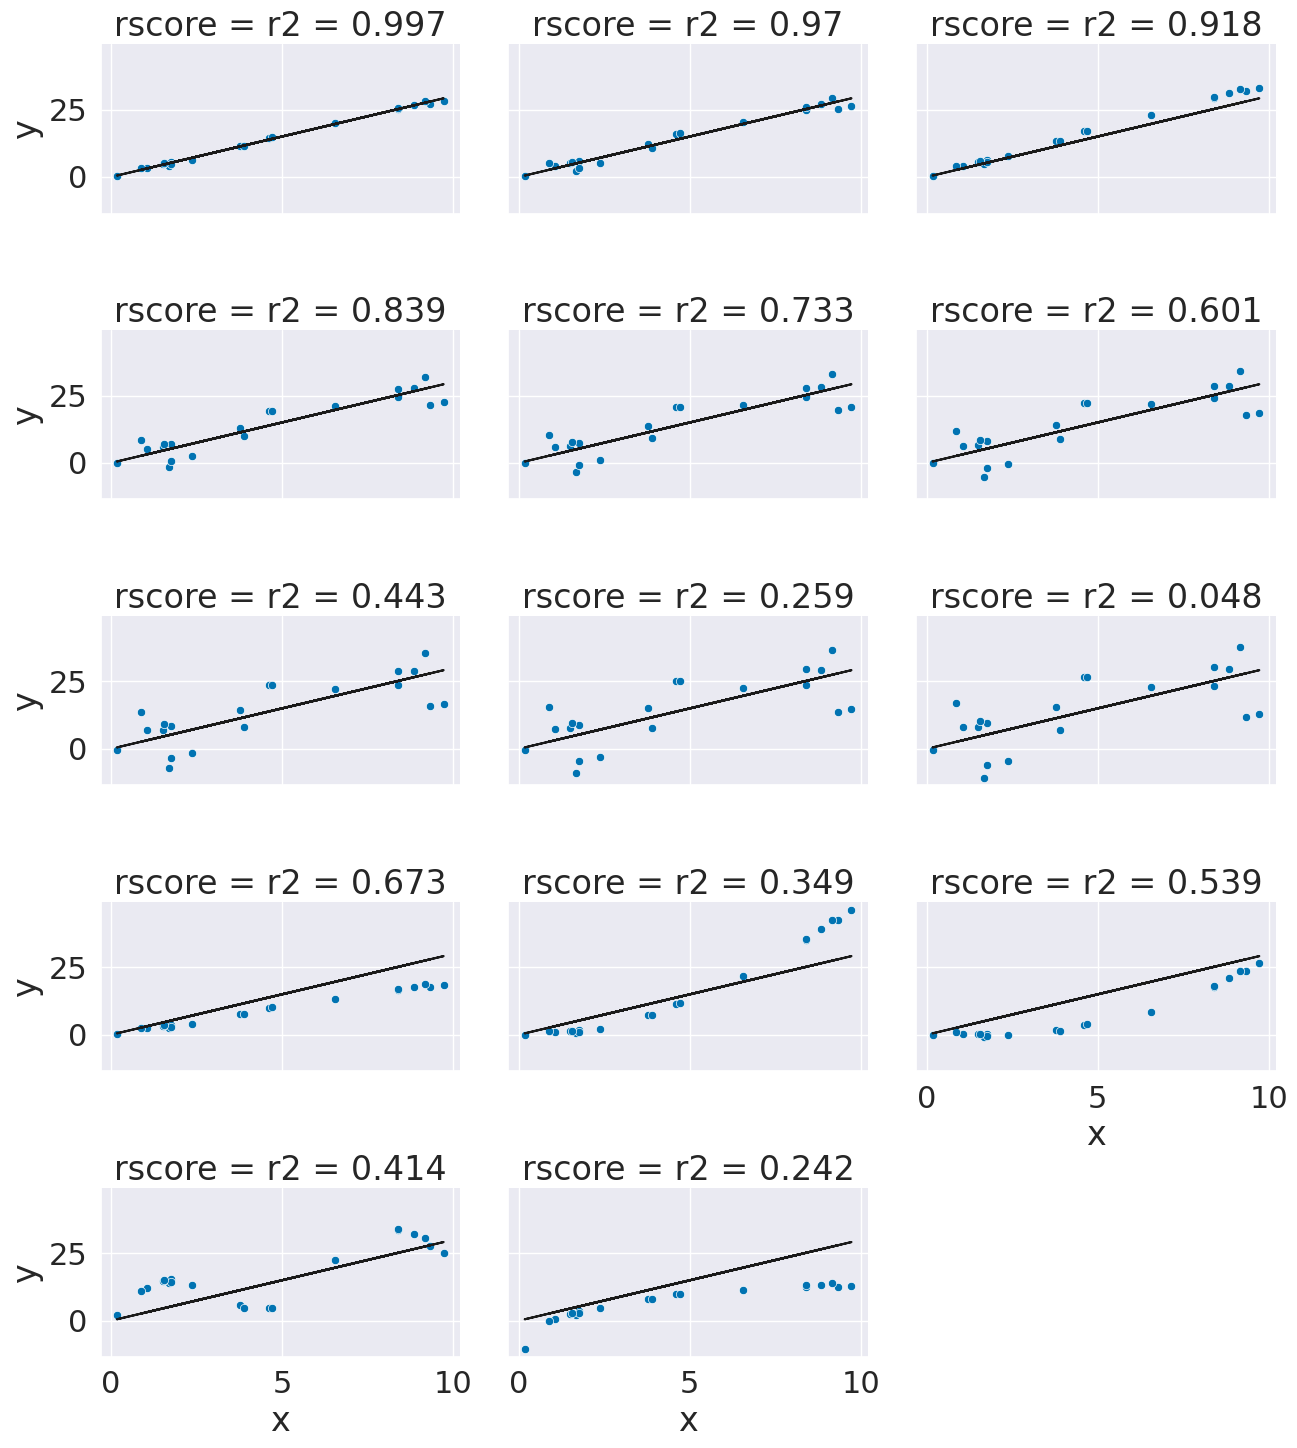 rscore = r2 = 0.997
rscore = r2 = 0.97
rscore = r2 = 0.918
25
0
y
rscore = r2 = 0.839
rscore = r2 = 0.733
rscore = r2 = 0.601
25
0
y
rscore = r2 = 0.443
rscore = r2 = 0.259
rscore = r2 = 0.048
25
0
y
rscore = r2 = 0.673
rscore = r2 = 0.349
rscore = r2 = 0.539
25
0
y
0 5 10
x
rscore = r2 = 0.414
rscore = r2 = 0.242
25
0
y
0 5 10
x
0 5 10
x